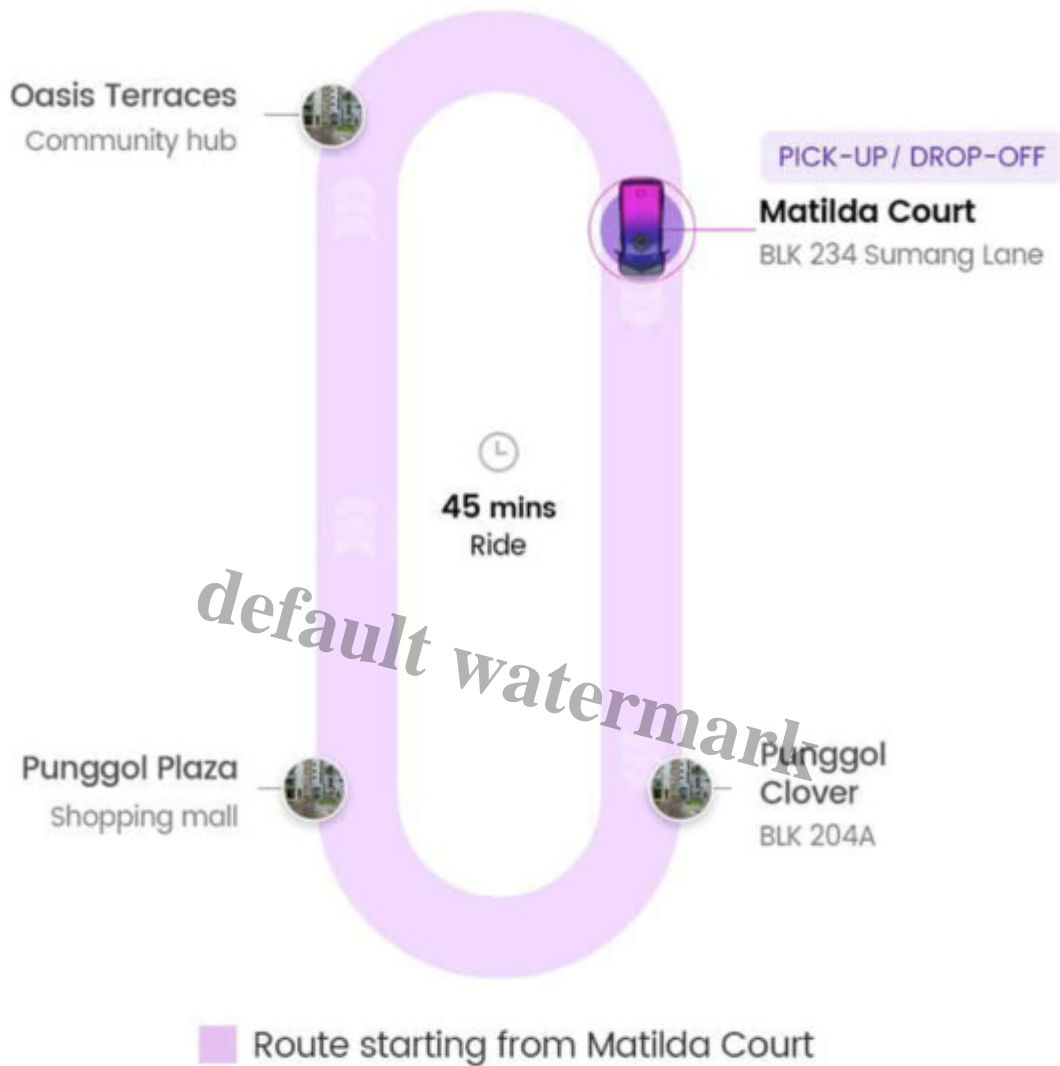 Oasis Terraces
Community hub
PICK-UP/ DROP-OFF
Matilda Court
BLK 234 Sumang Lane
45 mins
Ride
default watermark
Punggol Plaza
Shopping mall
Punggol
Clover
BLK 204A
Route starting from Matilda Court